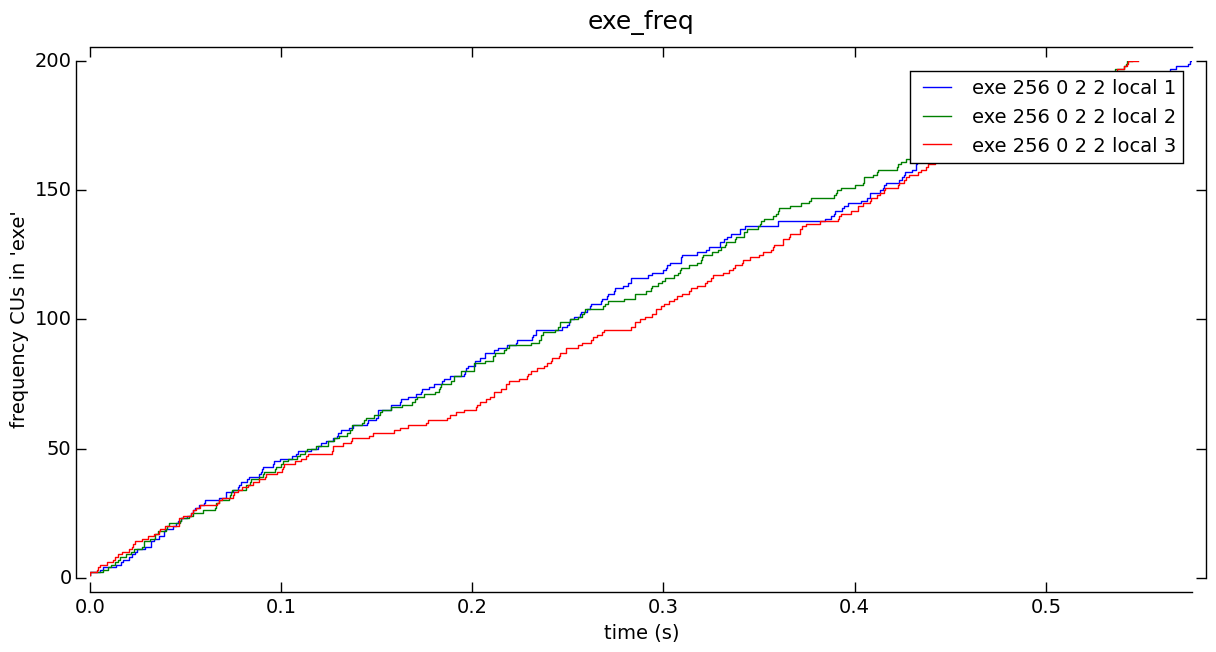 exe_freq
200
150
100
50
0
frequency CUs in 'exe'
exe 256 0 2 2 local 1
exe 256 0 2 2 local 2
exe 256 0 2 2 local 3
0.0 0.1 0.2 0.3 0.4 0.5
time (s)